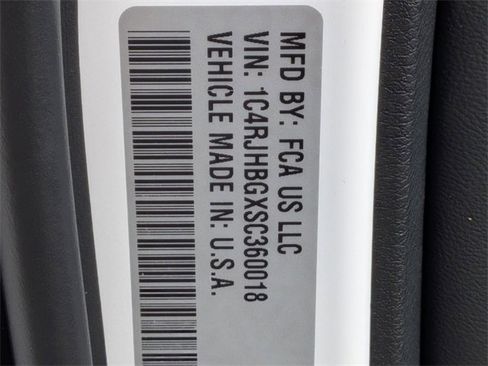 MFD BY: FCA US LLC
VIN: 1C4RJHBGXSC360018
VEHICLE MADE IN: U.S.A.